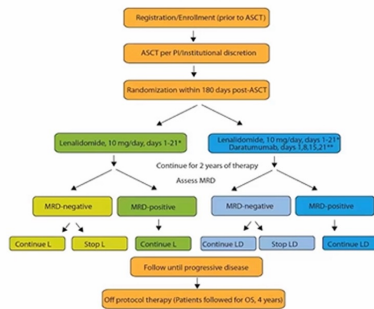 Registration/Enrollment (prior to ASCT)
ASCT per PI/Institutional discretion
Randomization within 180 days post-ASCT
Lenalidomide, 10 mg/day, days 1-21*
Lenalidomide, 10 mg/day, days 1-21*
Daratumumab, days 1,8,15,21**
Continue for 2 years of therapy
Assess MRD
MRD-negative
MRD-positive
MRD-negative
MRD-positive
Continue L
Stop L
Continue L
Continue LD
Stop LD
Continue LD
Follow until progressive disease
Off protocol therapy (Patients followed for OS, 4 years)